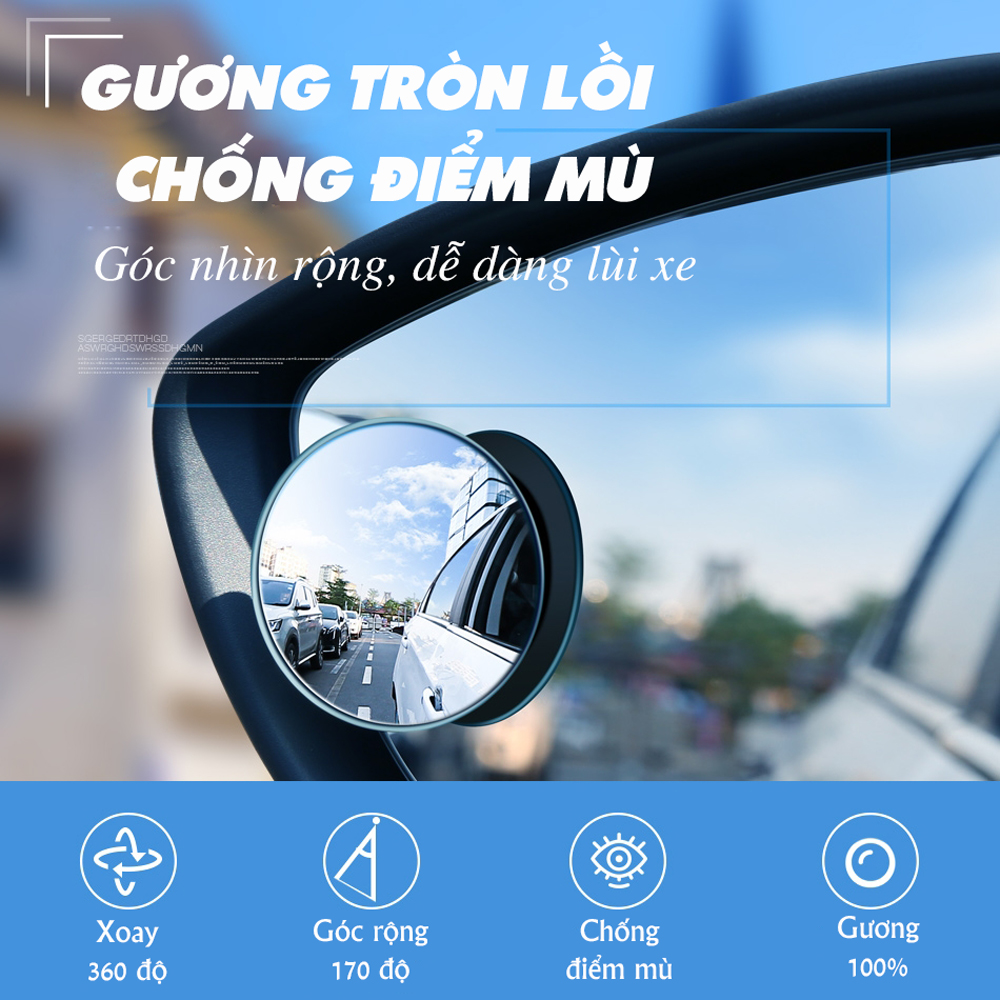 GƯƠNG TRÒN LỒI
CHỐNG ĐIỂM MÙ
Góc nhìn rộng, dễ dàng lùi xe
SGERGEDRTDHGD
ASWRGHDSWRSSDHGMN
Xoay
360 độ
Góc rộng
170 độ
Chống
điểm mù
Gương
100%